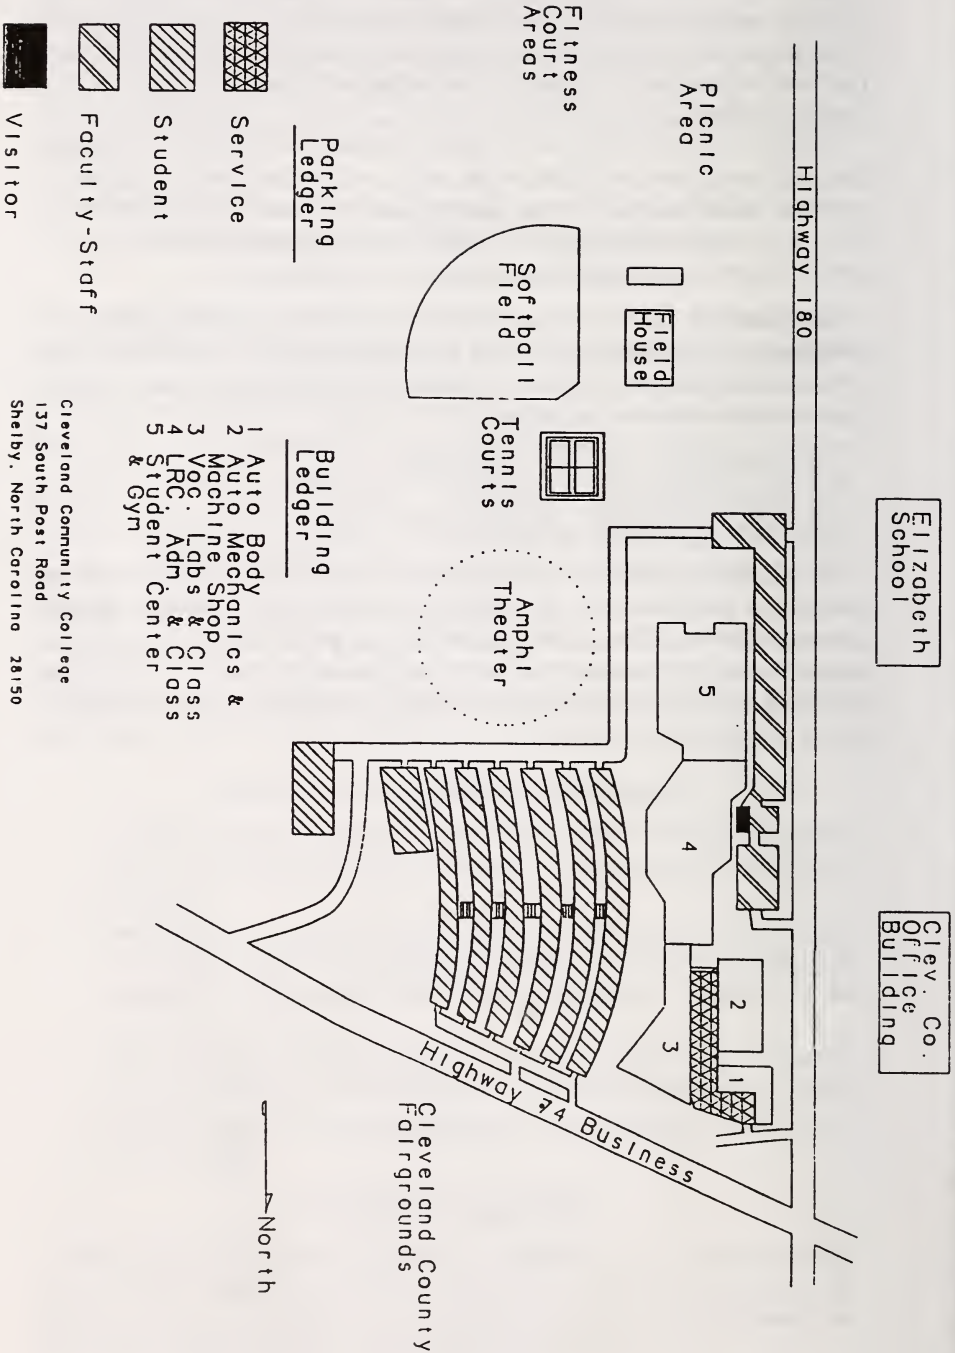 Elizabeth
School
Clev. Co.
Office
Building
Highway 180
Picnic
Area
Field
House
5
4
2
1
3
Fitness
Court
Areas
Softball
Field
Tennis
Courts
Amphi
Theater
Highway 74 Business
Cleveland County
Fairgrounds
Parking
Ledger
Service
Student
Faculty-Staff
Visitor
Building
Ledger
1 Auto Body
2 Auto Mechanics &
Machine Shop
3 Voc. Labs & Class
4 LRC. Adm. & Class
5 Student Center
& Gym
North
Cleveland Community College
137 South Post Road
Shelby, North Carolina 28150